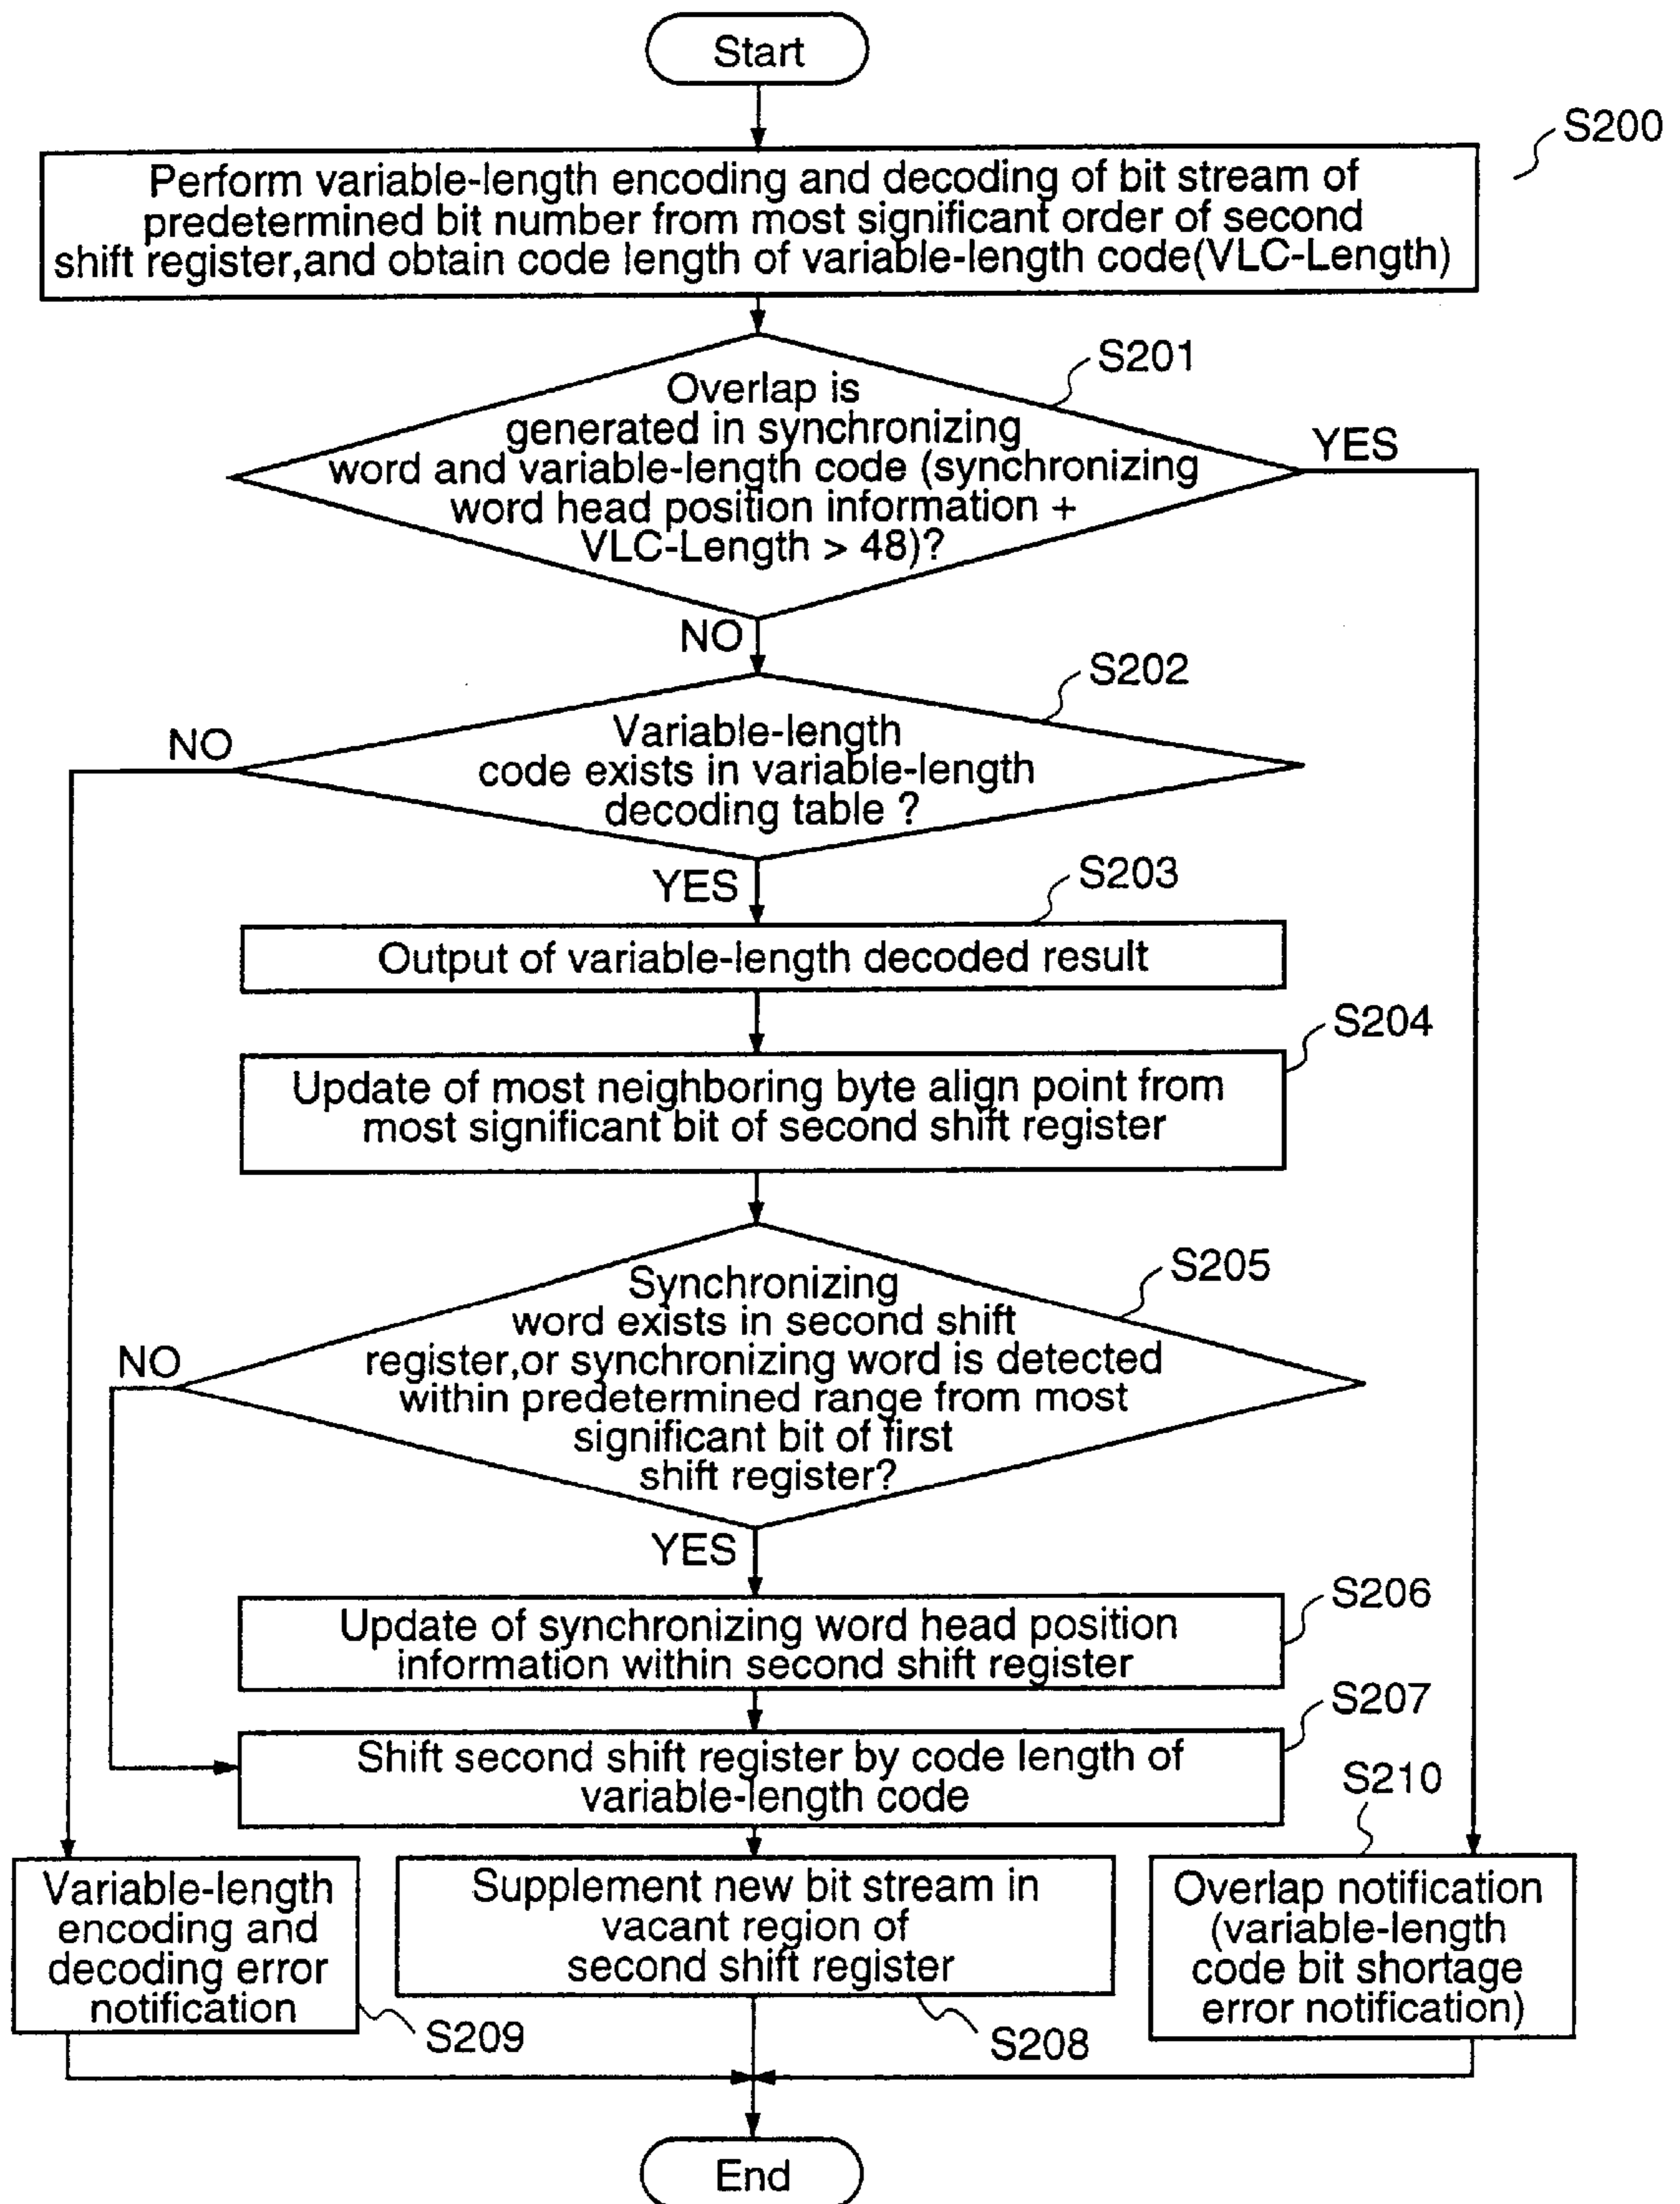 Start
S200
Perform variable-length encoding and decoding of bit stream of
predetermined bit number from most significant order of second
shift register,and obtain code length of variable-length code(VLC-Length)
S201
Overlap is
generated in synchronizing
word and variable-length code (synchronizing
word head position information +
VLC-Length > 48)?
YES
NO
S202
Variable-length
code exists in variable-length
decoding table ?
NO
YES
S203
Output of variable-length decoded result
S204
Update of most neighboring byte align point from
most significant bit of second shift register
S205
Synchronizing
word exists in second shift
register,or synchronizing word is detected
within predetermined range from most
significant bit of first
shift register?
NO
YES
S206
Update of synchronizing word head position
information within second shift register
S207
Shift second shift register by code length of
variable-length code
S210
Variable-length
encoding and
decoding error
notification
S209
Supplement new bit stream in
vacant region of
second shift register
S208
Overlap notification
(variable-length
code bit shortage
error notification)
End